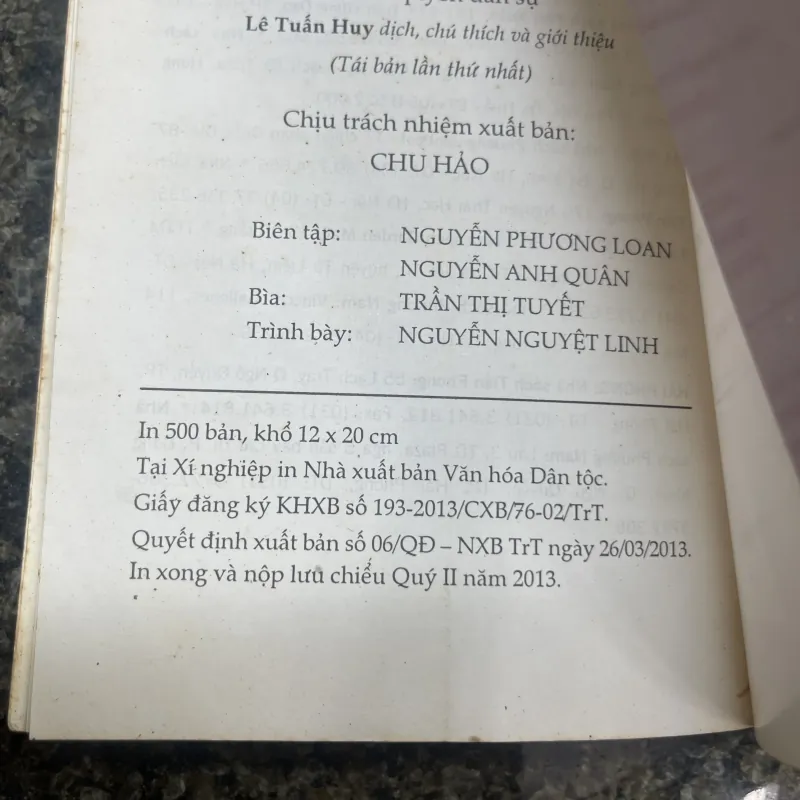 quyền dân sự
Lê Tuấn Huy dịch, chú thích và giới thiệu
(Tái bản lần thứ nhất)
Chịu trách nhiệm xuất bản:
CHU HẢO
Biên tập: NGUYỄN PHƯƠNG LOAN
NGUYỄN ANH QUÂN
Bìa: TRẦN THỊ TUYẾT
Trình bày: NGUYỄN NGUYỆT LINH
In 500 bản, khổ 12 x 20 cm
Tại Xí nghiệp in Nhà xuất bản Văn hóa Dân tộc.
Giấy đăng ký KHXB số 193-2013/CXB/76-02/TrT.
Quyết định xuất bản số 06/QĐ – NXB TrT ngày 26/03/2013.
In xong và nộp lưu chiểu Quý II năm 2013.